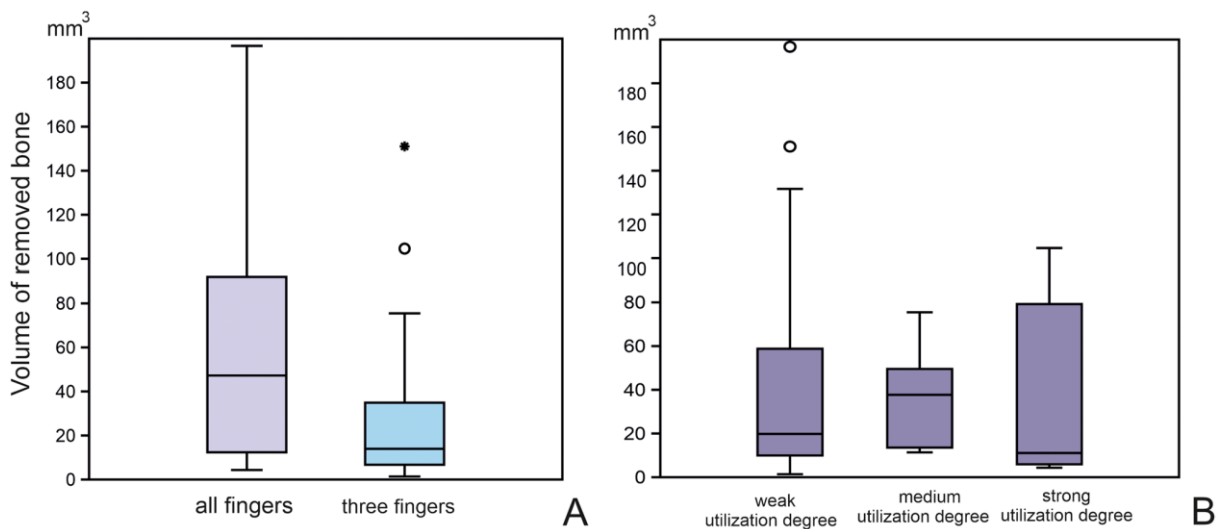 mm³
Volume of removed bone
180
160
140
120
100
80
60
40
20
0
all fingers
three fingers
A
mm³
180
160
140
120
100
80
60
40
20
0
weak
utilization degree
medium
utilization degree
strong
utilization degree
B